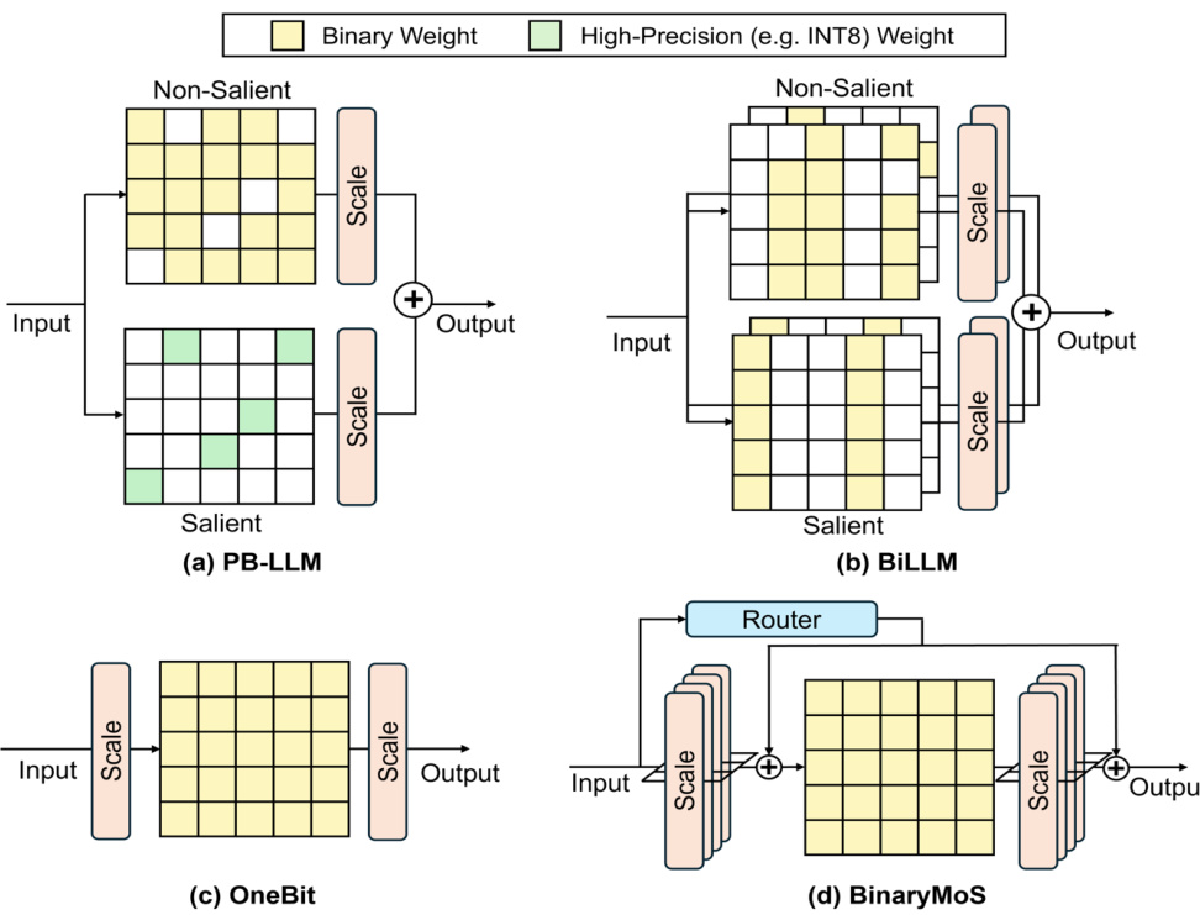 Binary Weight
High-Precision (e.g. INT8) Weight
Non-Salient
Scale
Input
Output
Scale
Salient
(a) PB-LLM
Non-Salient
Scale
Input
Output
Scale
Salient
(b) BiLLM
Scale
Input
Scale
Output
(c) OneBit
Router
Input
Scale
Scale
Outpu
(d) BinaryMoS